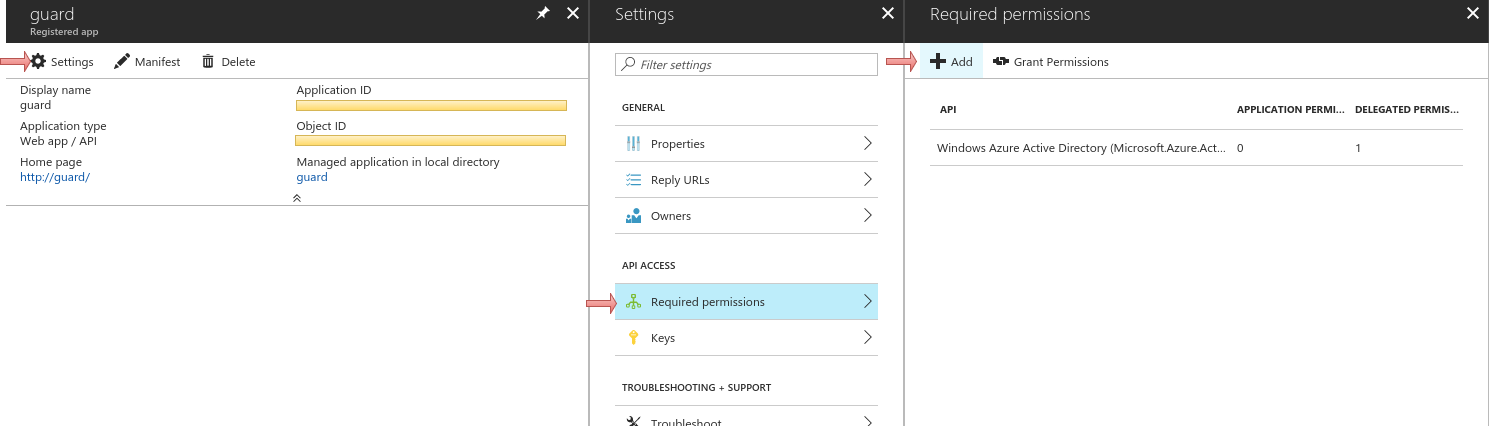 guard
Registered app
Settings
Manifest
Delete
Display name
guard
Application ID
Application type
Web app / API
Object ID
Home page
http://guard/
Managed application in local directory
guard
Settings
Filter settings
GENERAL
Properties
Reply URLs
Owners
API ACCESS
Required permissions
Keys
TROUBLESHOOTING + SUPPORT
Troubleshoot
Required permissions
Add
Grant Permissions
API APPLICATION PERMI... DELEGATED PERMIS...
Windows Azure Active Directory (Microsoft.Azure.Act... 0 1